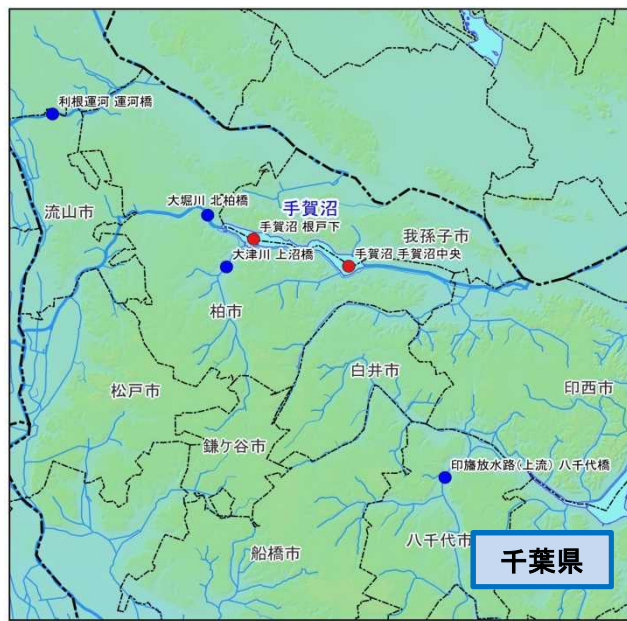 利根運河 運河橋
大堀川 北柏橋
手賀沼
流山市
手賀沼 根戸下
我孫子市
大津川 上沼橋
手賀沼 手賀沼中央
柏市
白井市
松戸市
印西市
鎌ヶ谷市
印旛放水路(上流) 八千代橋
船橋市
八千代市
千葉県